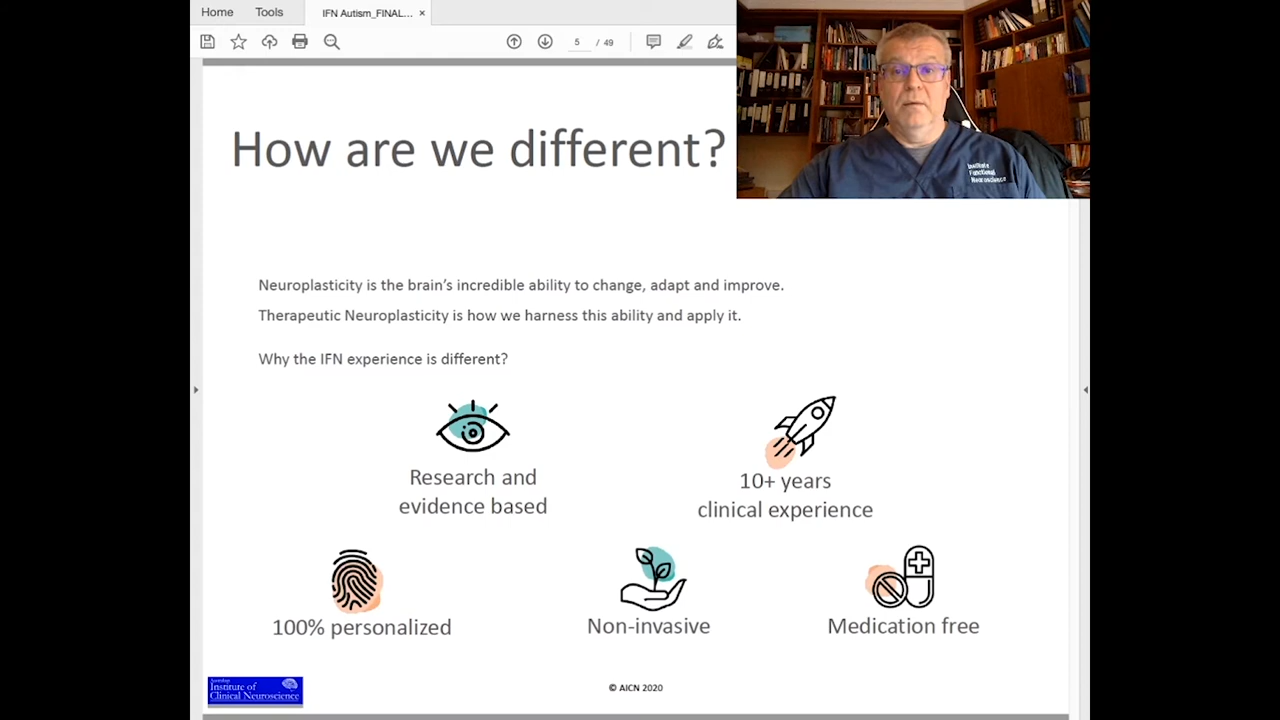 Home Tools IFN Autism_FINAL... ×
5 / 49
How are we different?
Institute
Functional
Neuroscience
Neuroplasticity is the brain's incredible ability to change, adapt and improve.
Therapeutic Neuroplasticity is how we harness this ability and apply it.
Why the IFN experience is different?
Research and
evidence based
10+ years
clinical experience
100% personalized
Non-invasive
Medication free
Institute of
Clinical Neuroscience
© AICN 2020